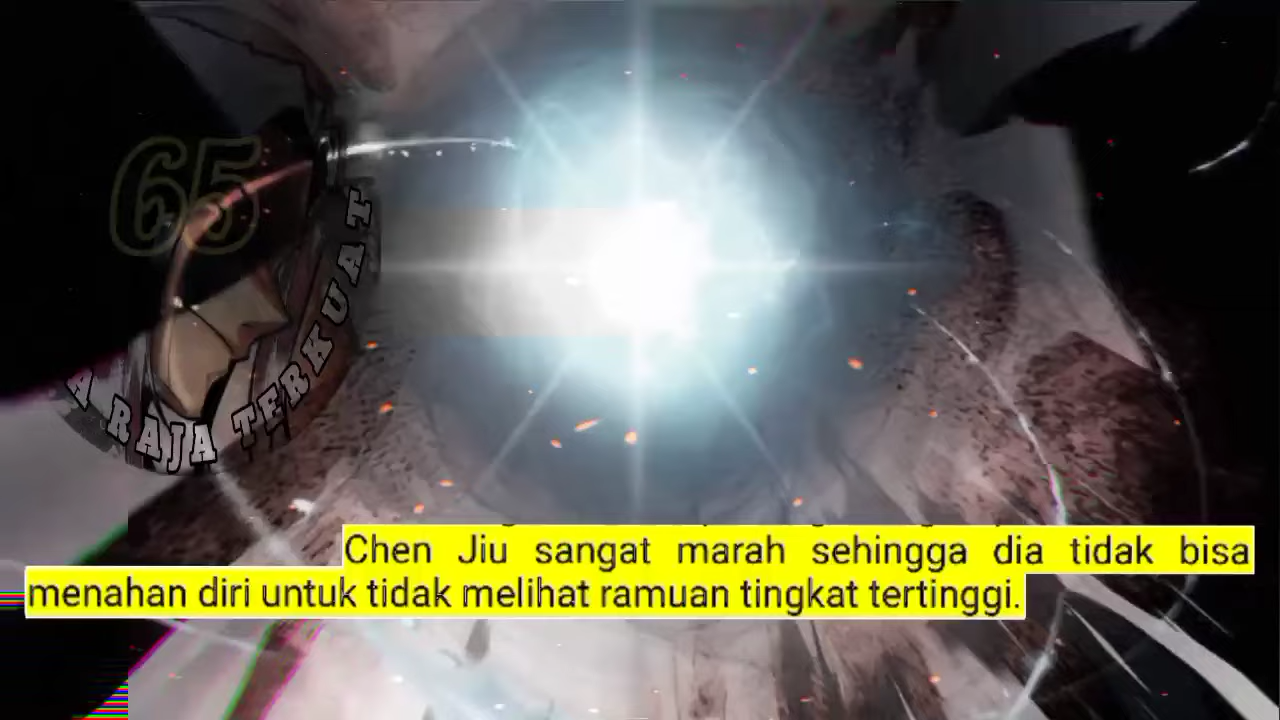 65
A RAJA TERKUAT
Chen Jiu sangat marah sehingga dia tidak bisa
menahan diri untuk tidak melihat ramuan tingkat tertinggi.